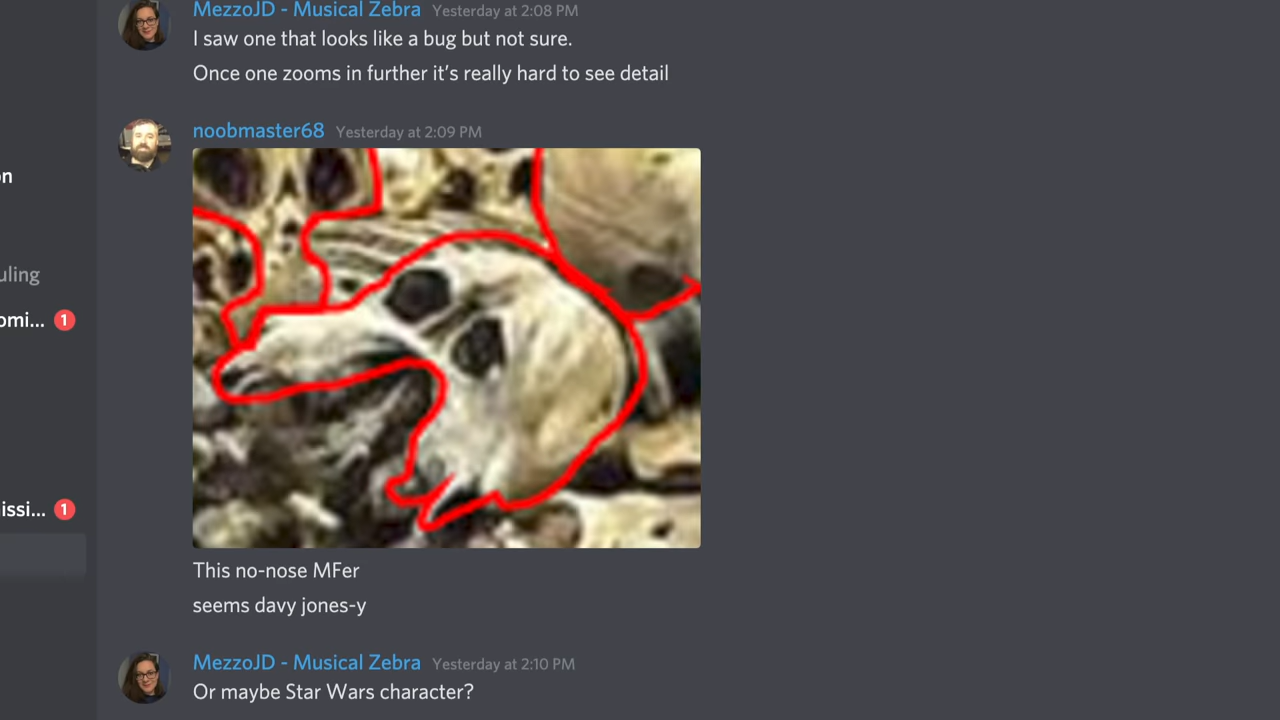 MezzoJD - Musical Zebra Yesterday at 2:08 PM
I saw one that looks like a bug but not sure.
Once one zooms in further it's really hard to see detail
on
noobmaster68 Yesterday at 2:09 PM
uling
omi... 1
issi... 1
This no-nose MFer
seems davy jones-y
MezzoJD - Musical Zebra Yesterday at 2:10 PM
Or maybe Star Wars character?